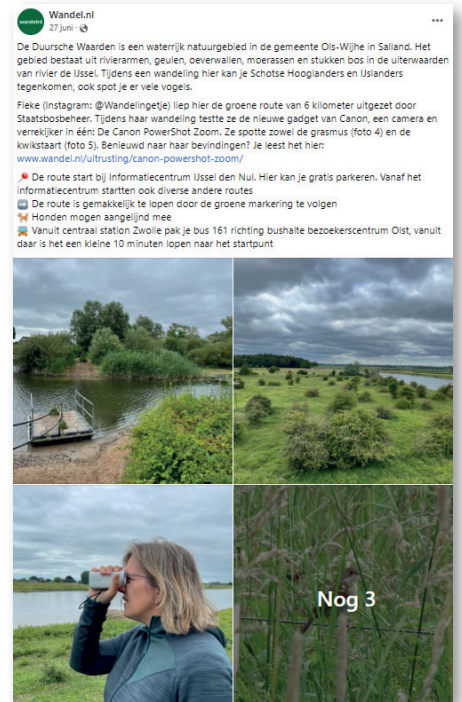 wandelnl
Wandel.nl
27 juni ·
De Duursche Waarden is een waterrijk natuurgebied in de gemeente Ols-Wijhe in Salland. Het
gebied bestaat uit rivierarmen, geulen, oeverwallen, moerassen en stukken bos in de uiterwaarden
van rivier de IJssel. Tijdens een wandeling hier kan je Schotse Hooglanders en IJslanders
tegenkomen, ook spot je er vele vogels.
Fieke (Instagram: @Wandelingetje) liep hier de groene route van 6 kilometer uitgezet door
Staatsbosbeheer. Tijdens haar wandeling testte ze de nieuwe gadget van Canon, een camera en
verrekijker in één: De Canon PowerShot Zoom. Ze spotte zowel de grasmus (foto 4) en de
kwikstaart (foto 5). Benieuwd naar haar bevindingen? Je leest het hier:
www.wandel.nl/uitrusting/canon-powershot-zoom/
De route start bij Informatiecentrum IJssel den Nul. Hier kan je gratis parkeren. Vanaf het
informatiecentrum startten ook diverse andere routes
De route is gemakkelijk te lopen door de groene markering te volgen
Honden mogen aangelijnd mee
Vanuit centraal station Zwolle pak je bus 161 richting bushalte bezoekerscentrum Olst, vanuit
daar is het een kleine 10 minuten lopen naar het startpunt
Nog 3